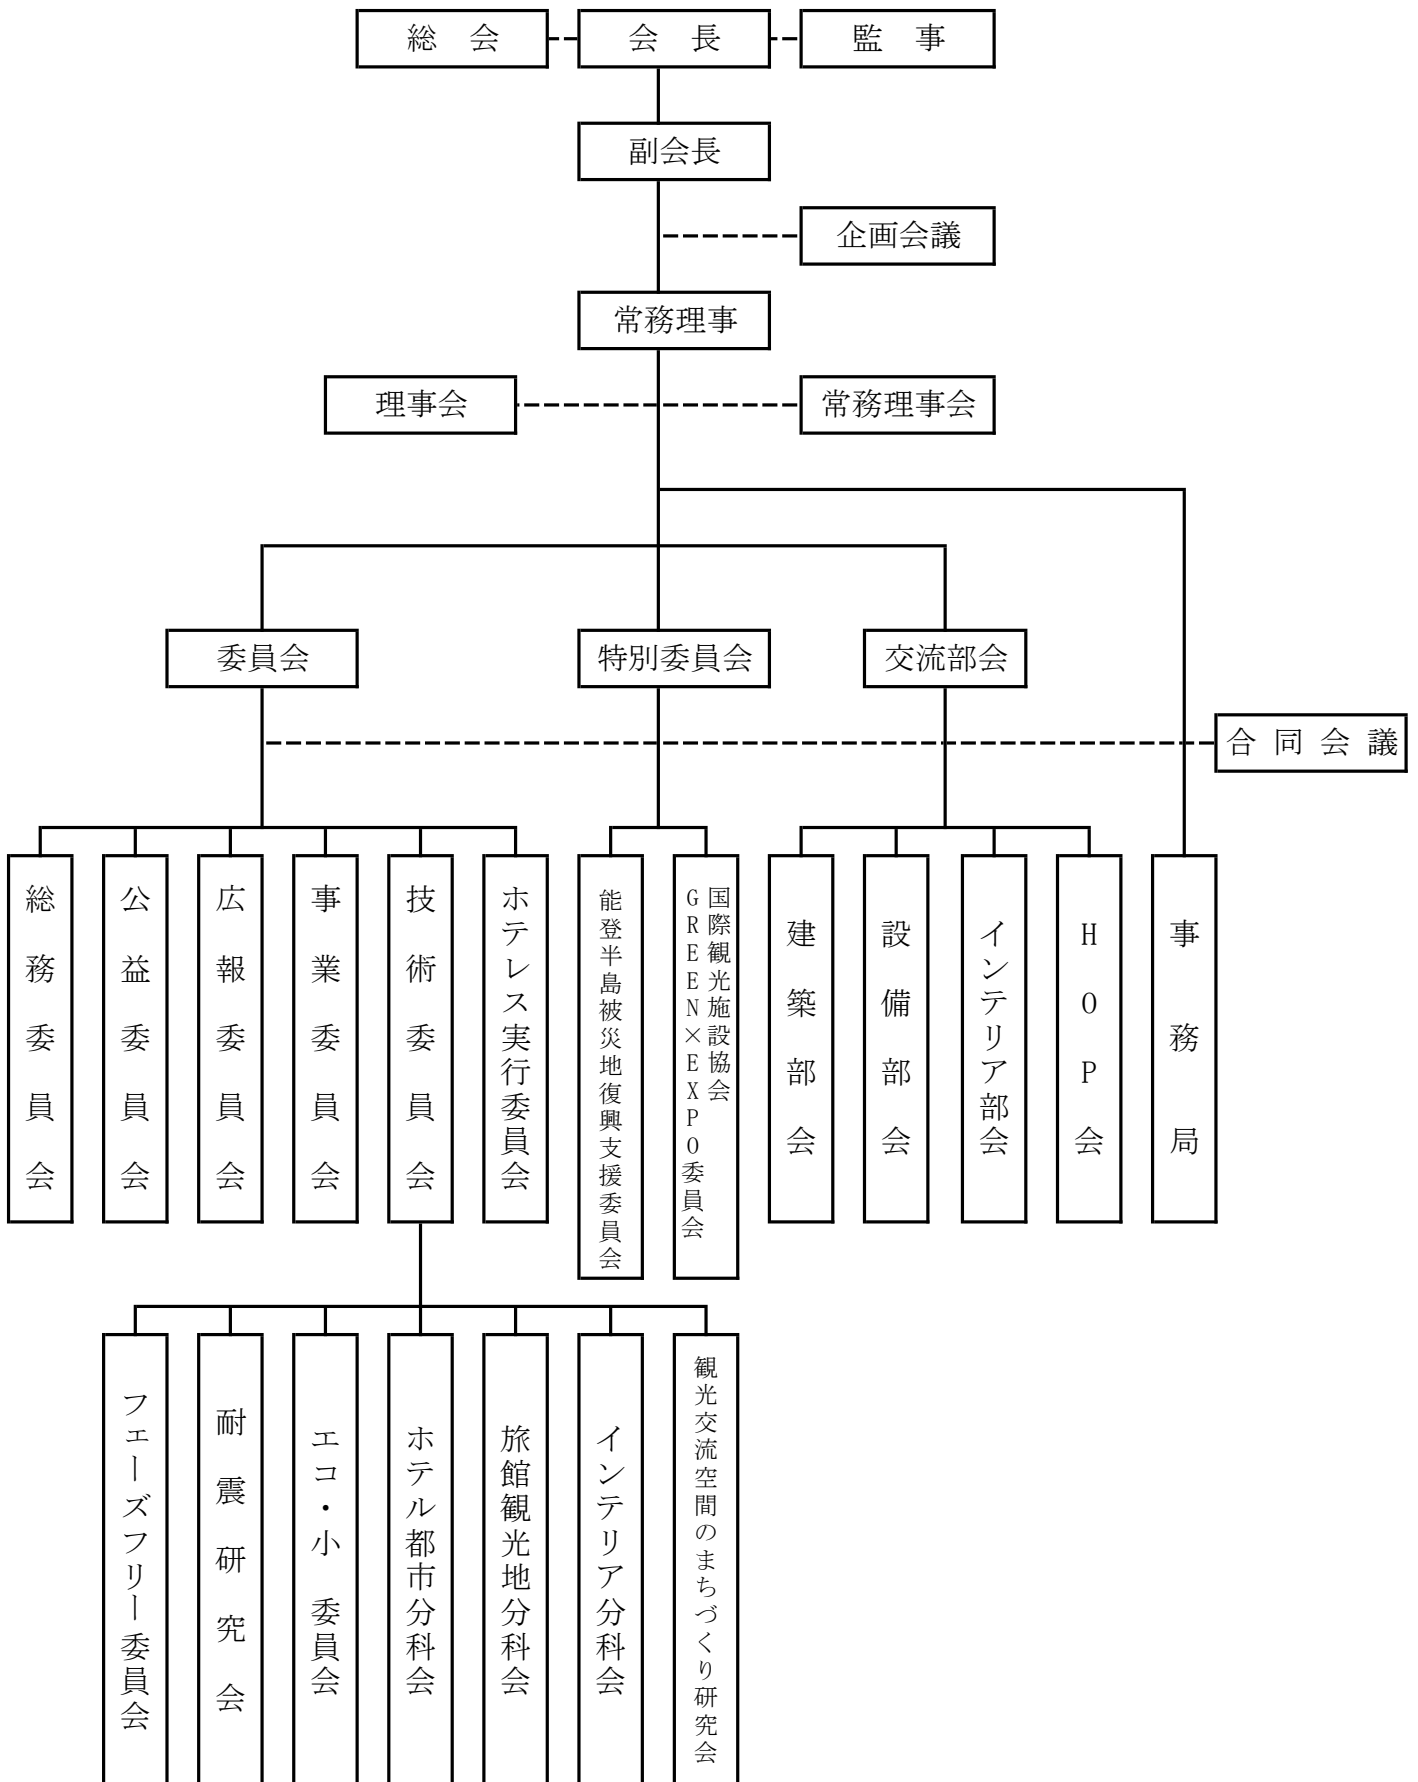 総　会
会　長
監　事
副会長
企画会議
常務理事
理事会
常務理事会
委員会
特別委員会
交流部会
合同会議
総務委員会
公益委員会
広報委員会
事業委員会
技術委員会
ホテレス実行委員会
能登半島被災地復興支援委員会
国際観光施設協会
GREEN×EXPO委員会
建築部会
設備部会
インテリア部会
HOP会
事務局
フェーズフリー委員会
耐震研究会
エコ・小　委員会
ホテル都市分科会
旅館観光地分科会
インテリア分科会
観光交流空間のまちづくり研究会